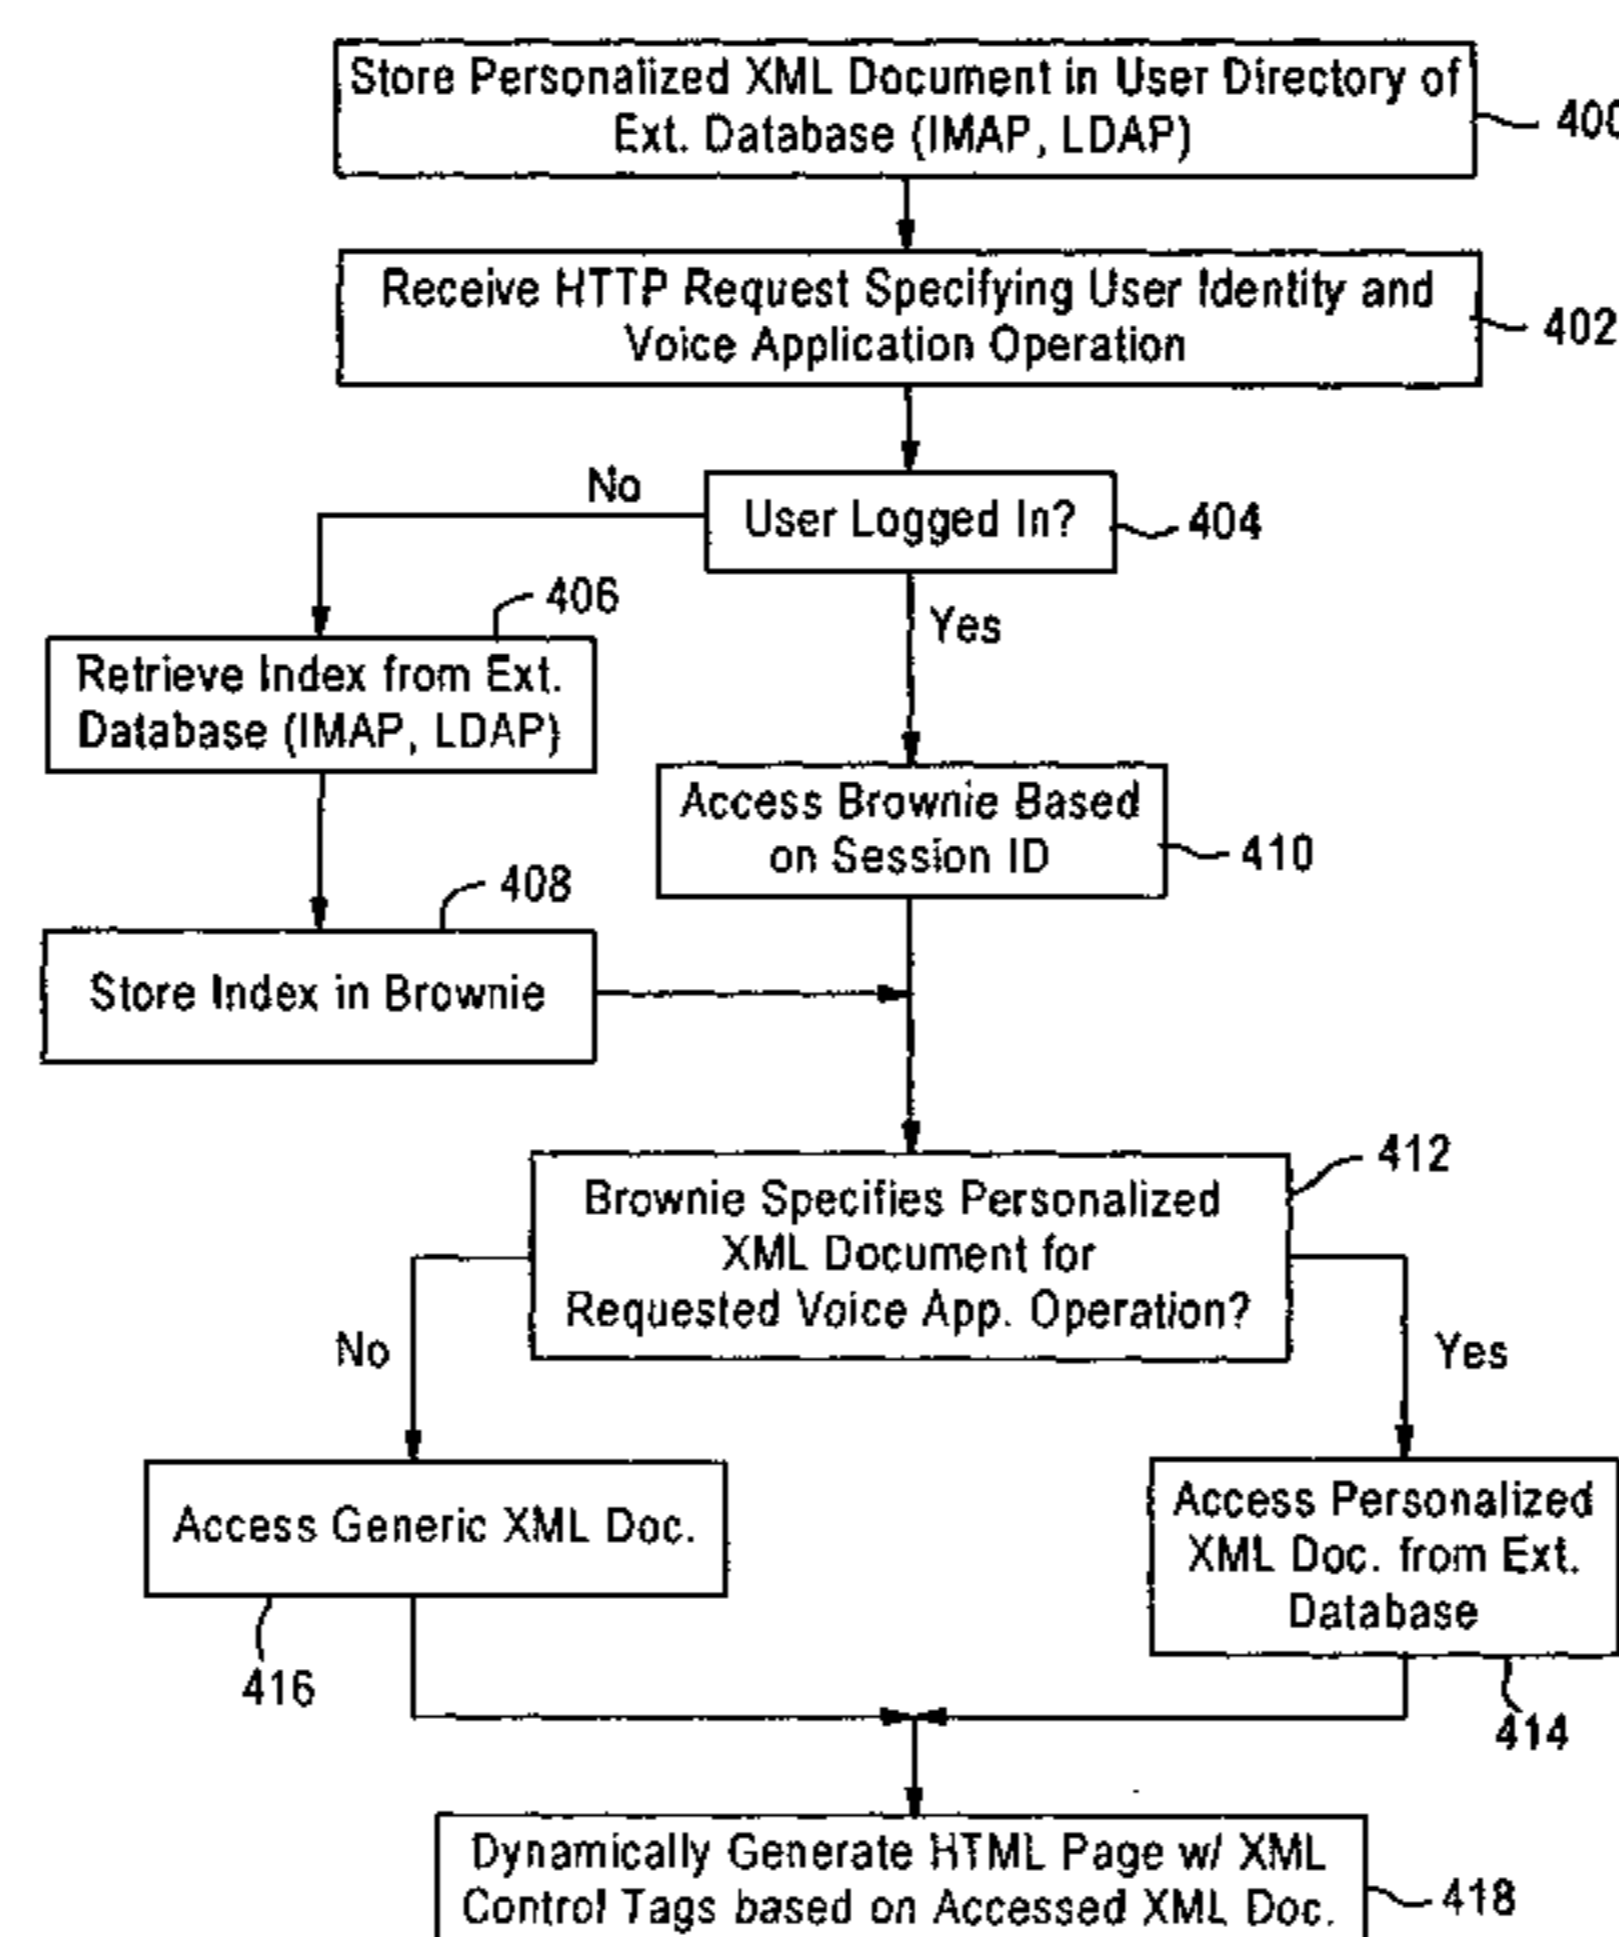 Store Personalized XML Document in User Directory of
Ext. Database (IMAP, LDAP)
400
Receive HTTP Request Specifying User Identity and
Voice Application Operation
402
No
User Logged In?
404
406
Yes
Retrieve Index from Ext.
Database (IMAP, LDAP)
Access Brownie Based
on Session ID
410
408
Store Index in Brownie
412
Brownie Specifies Personalized
XML Document for
Requested Voice App. Operation?
No
Yes
Access Generic XML Doc.
416
Access Personalized
XML Doc. from Ext.
Database
414
Dynamically Generate HTML Page w/ XML
Control Tags based on Accessed XML Doc.
418